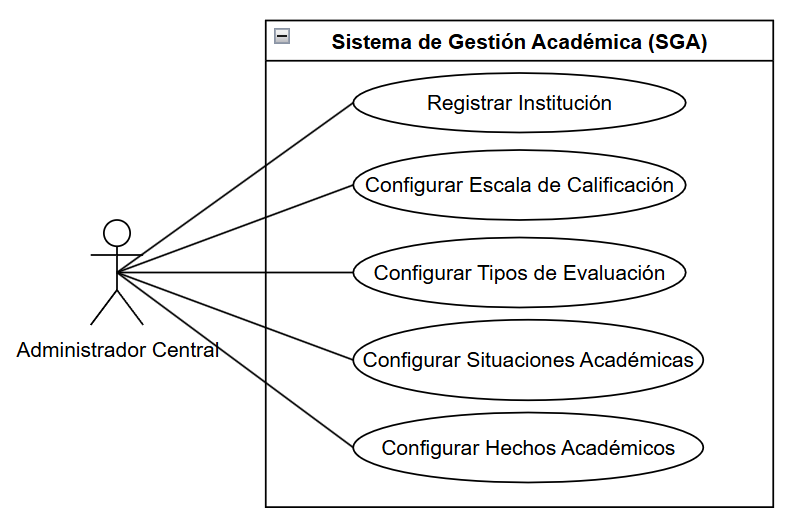 Sistema de Gestión Académica (SGA)
Registrar Institución
Configurar Escala de Calificación
Configurar Tipos de Evaluación
Administrador Central
Configurar Situaciones Académicas
Configurar Hechos Académicos